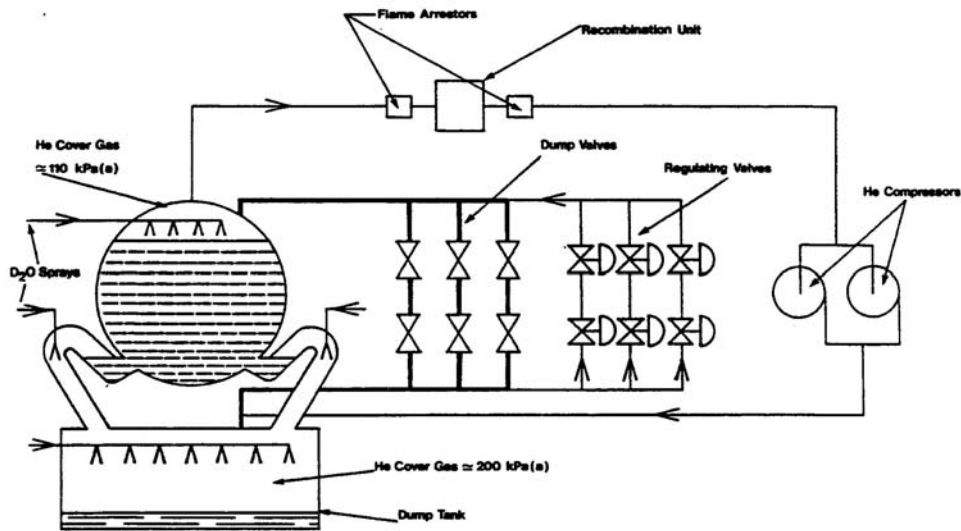 Flame Arrestors
Recombination Unit
He Cover Gas
≃110 kPa(a)
Dump Valves
Regulating Valves
He Compressors
D2O Sprays
He Cover Gas ≃ 200 kPa(a)
Dump Tank